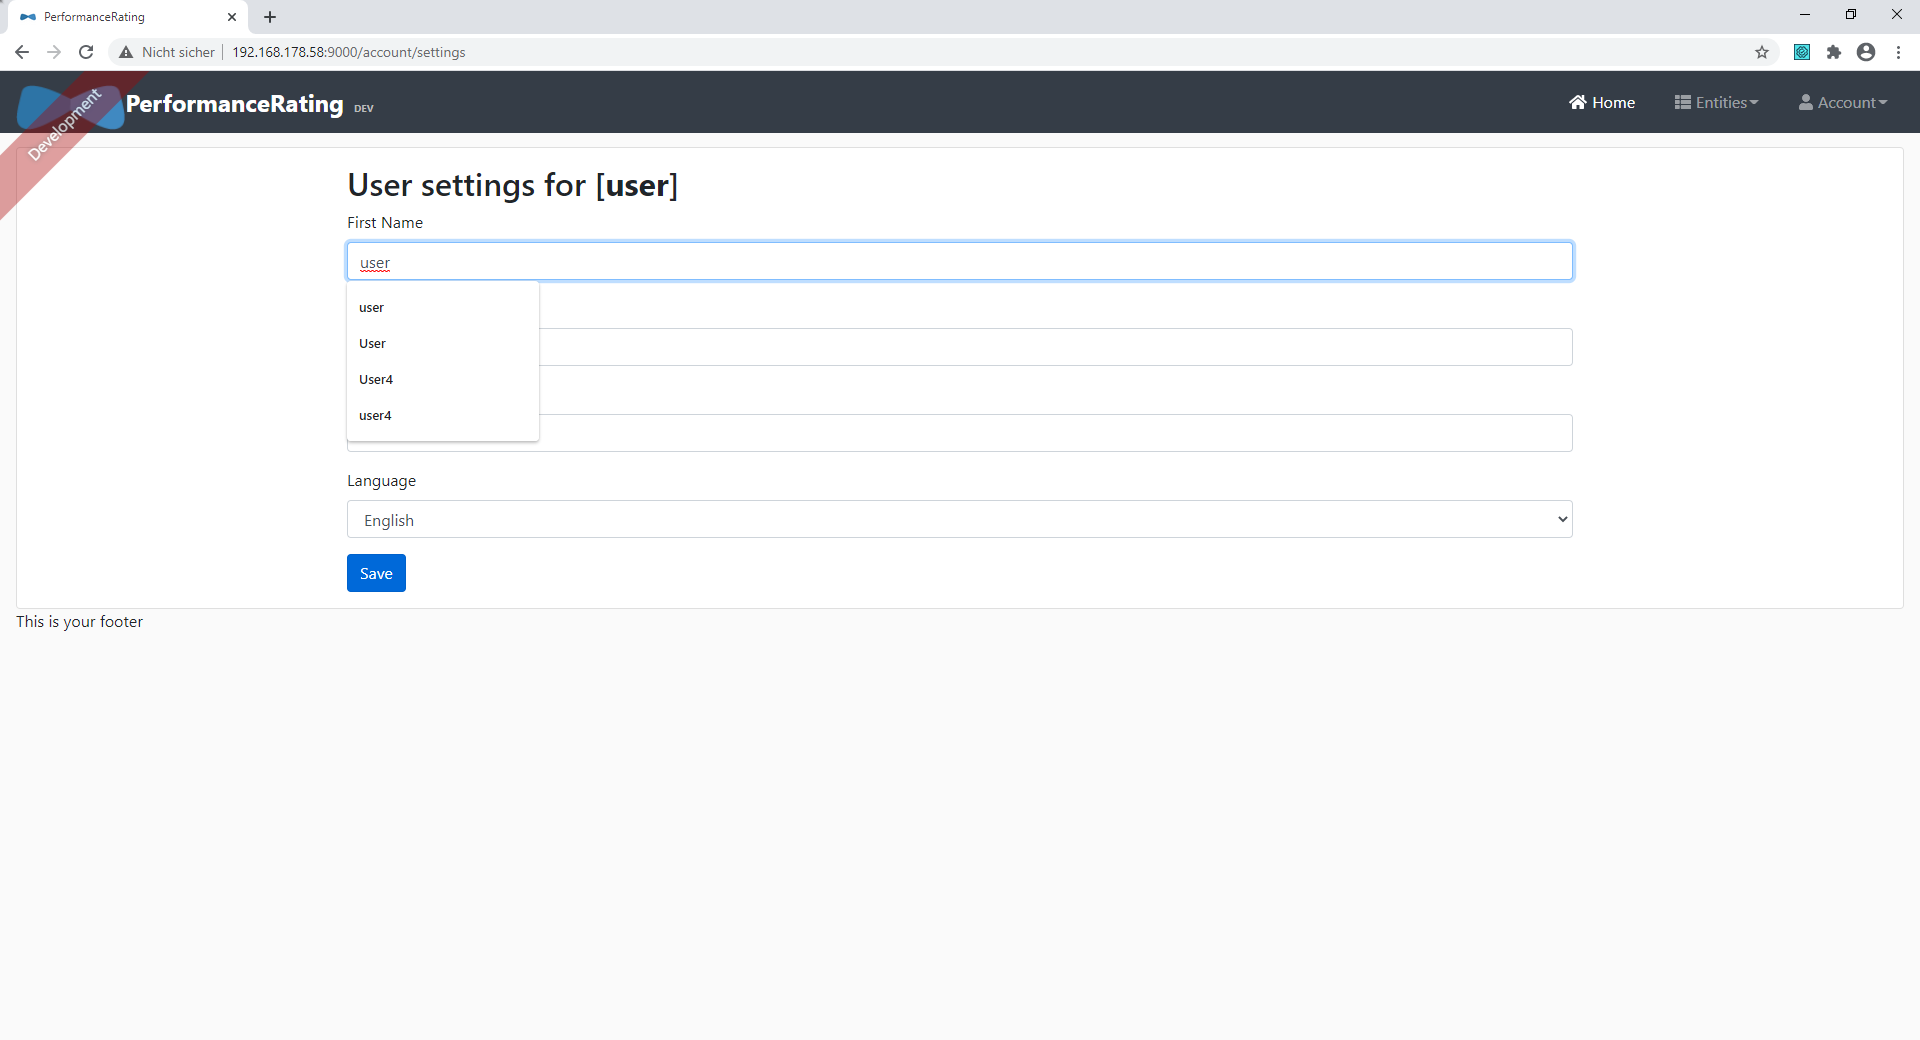 PerformanceRating
Nicht sicher
192.168.178.58:9000/account/settings
Development
PerformanceRating DEV
Home
Entities
Account
User settings for [user]
First Name
user
user
User
User4
user4
Language
English
Save
This is your footer